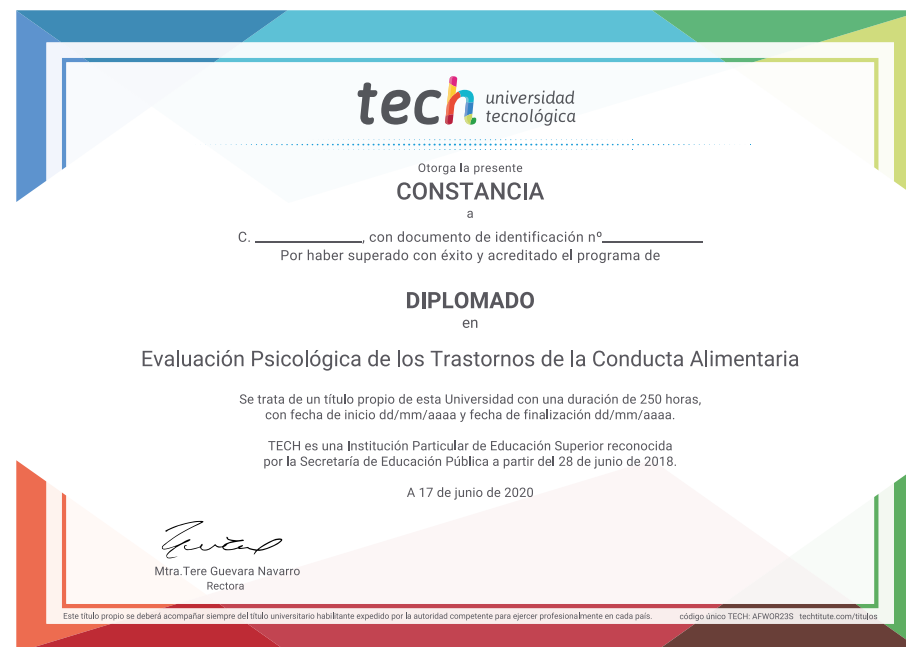 tech universidad
tecnológica
Otorga la presente
CONSTANCIA
a
C. ____________, con documento de identificación nº____________
Por haber superado con éxito y acreditado el programa de
DIPLOMADO
en
Evaluación Psicológica de los Trastornos de la Conducta Alimentaria
Se trata de un título propio de esta Universidad con una duración de 250 horas,
con fecha de inicio dd/mm/aaaa y fecha de finalización dd/mm/aaaa.
TECH es una Institución Particular de Educación Superior reconocida
por la Secretaría de Educación Pública a partir del 28 de junio de 2018.
A 17 de junio de 2020
Mtra.Tere Guevara Navarro
Rectora
Este título propio se deberá acompañar siempre del título universitario habilitante expedido por la autoridad competente para ejercer profesionalmente en cada país. código único TECH: AFWOR23S techtitute.com/titulos